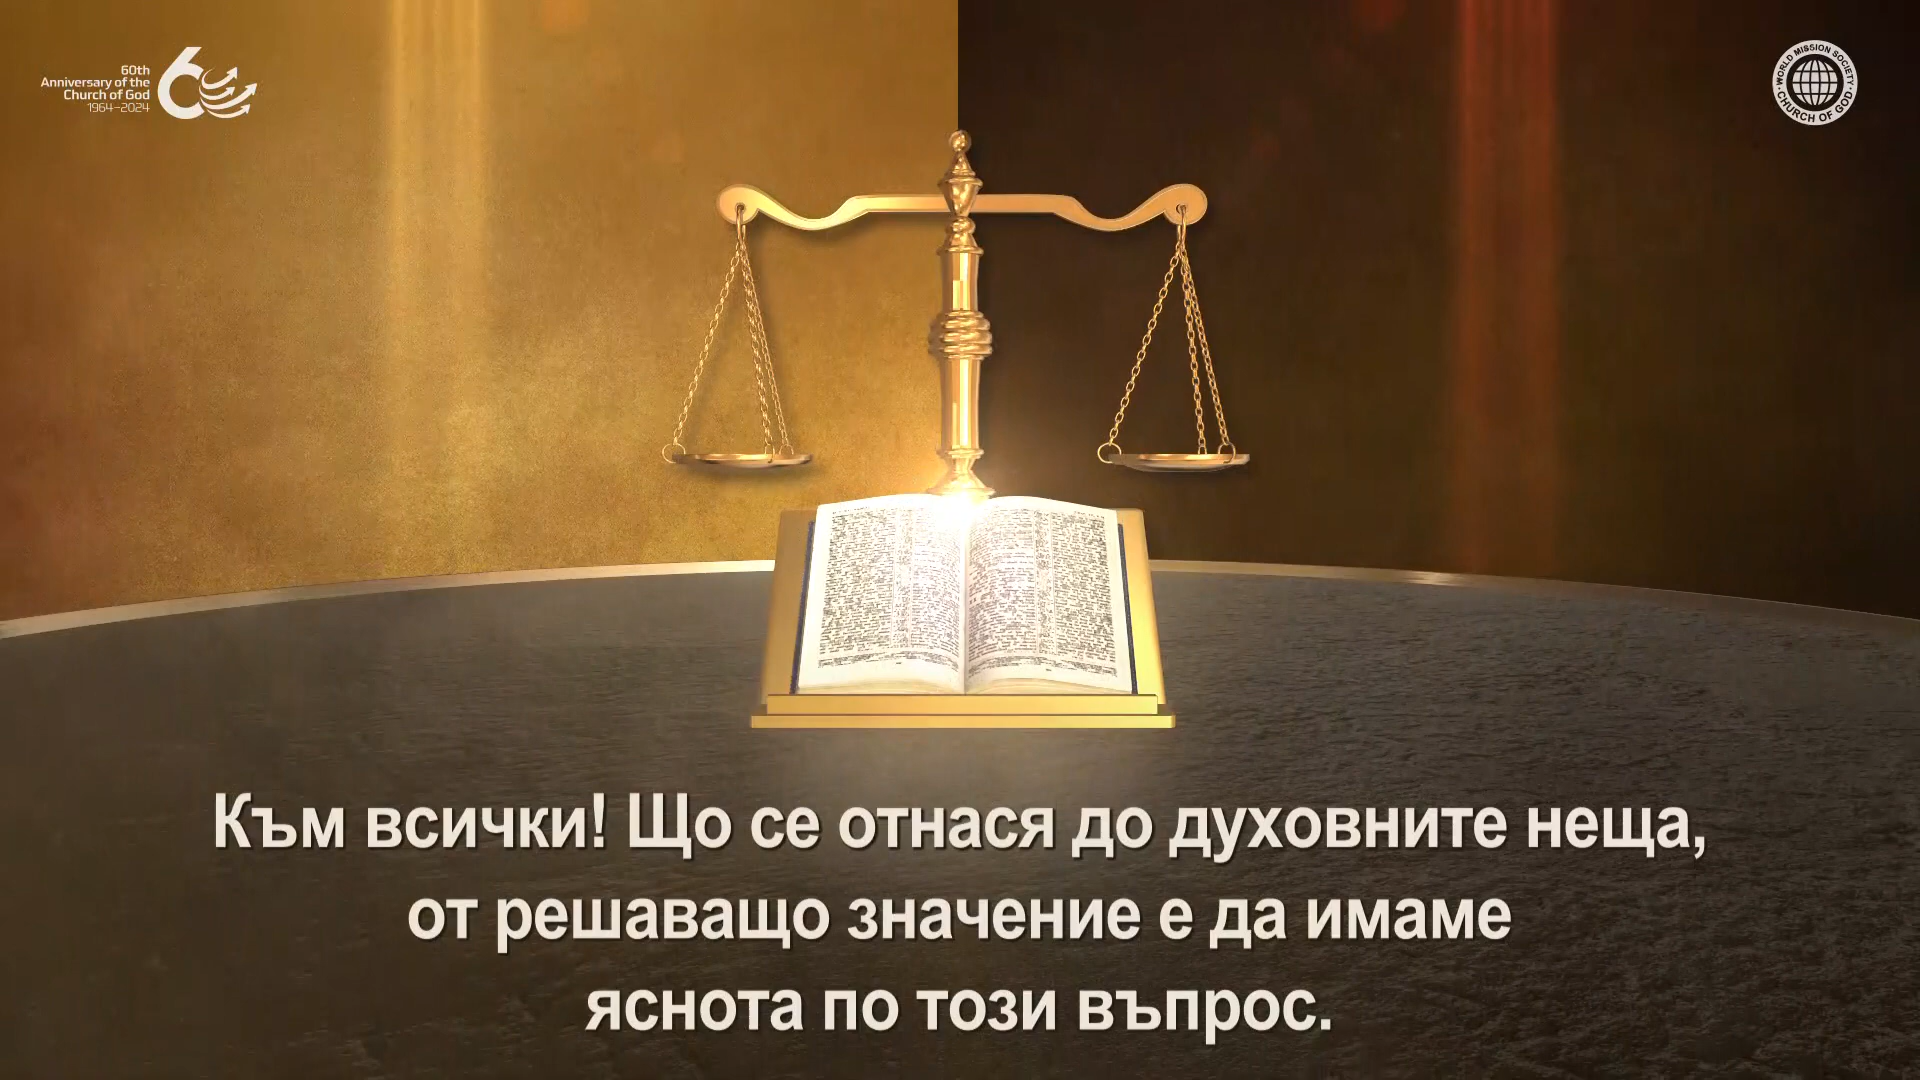 60th
Anniversary of the
Church of God
1964–2024
60
WORLD MISSION SOCIETY
CHURCH OF GOD
Към всички! Що се отнася до духовните неща,
от решаващо значение е да имаме
яснота по този въпрос.